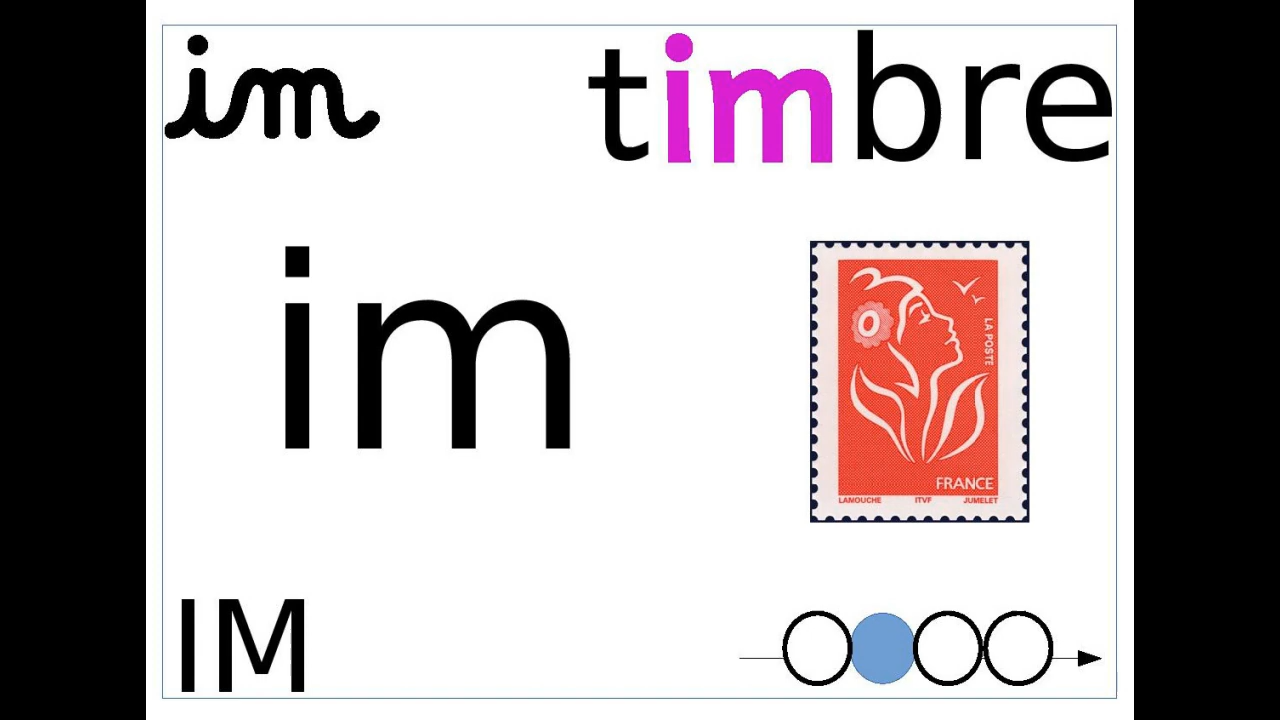 im
timbre
im
LA POSTE
FRANCE
LAMOUCHE ITVF JUMELET
IM